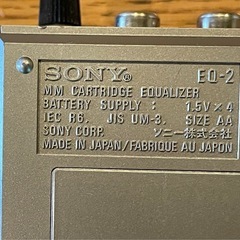 SONY® EQ-2
MM CARTRIDGE EQUALIZER
BATTERY SUPPLY : 1.5V×4
IEC R6. JIS UM-3. SIZE AA
SONY CORP. ソニー株式会社
MADE IN JAPAN/FABRIQUE AU JAPON